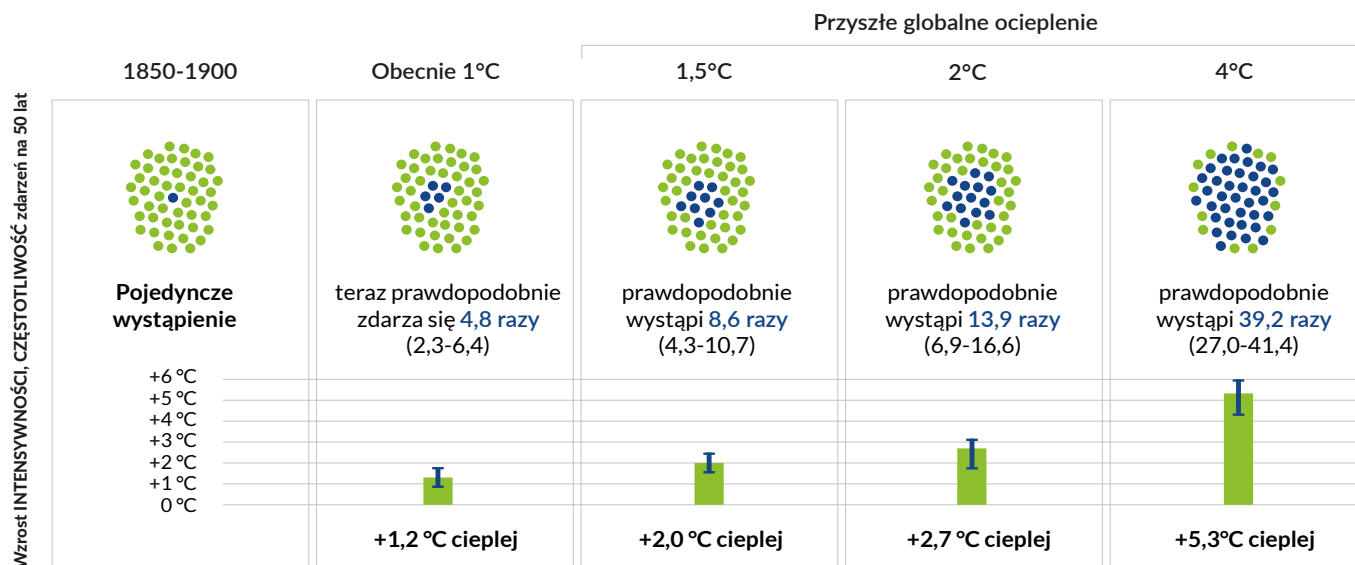 Przyszłe globalne ocieplenie
1850-1900
Obecnie 1°C
1,5°C
2°C
4°C
Wzrost INTENSYWNOŚCI, CZĘSTOTLIWOŚĆ zdarzeń na 50 lat
Pojedyncze
wystąpienie
teraz prawdopodobnie
zdarza się 4,8 razy
(2,3-6,4)
prawdopodobnie
wystąpi 8,6 razy
(4,3-10,7)
prawdopodobnie
wystąpi 13,9 razy
(6,9-16,6)
prawdopodobnie
wystąpi 39,2 razy
(27,0-41,4)
+6 °C
+5 °C
+4 °C
+3 °C
+2 °C
+1 °C
0 °C
+1,2 °C cieplej
+2,0 °C cieplej
+2,7 °C cieplej
+5,3°C cieplej